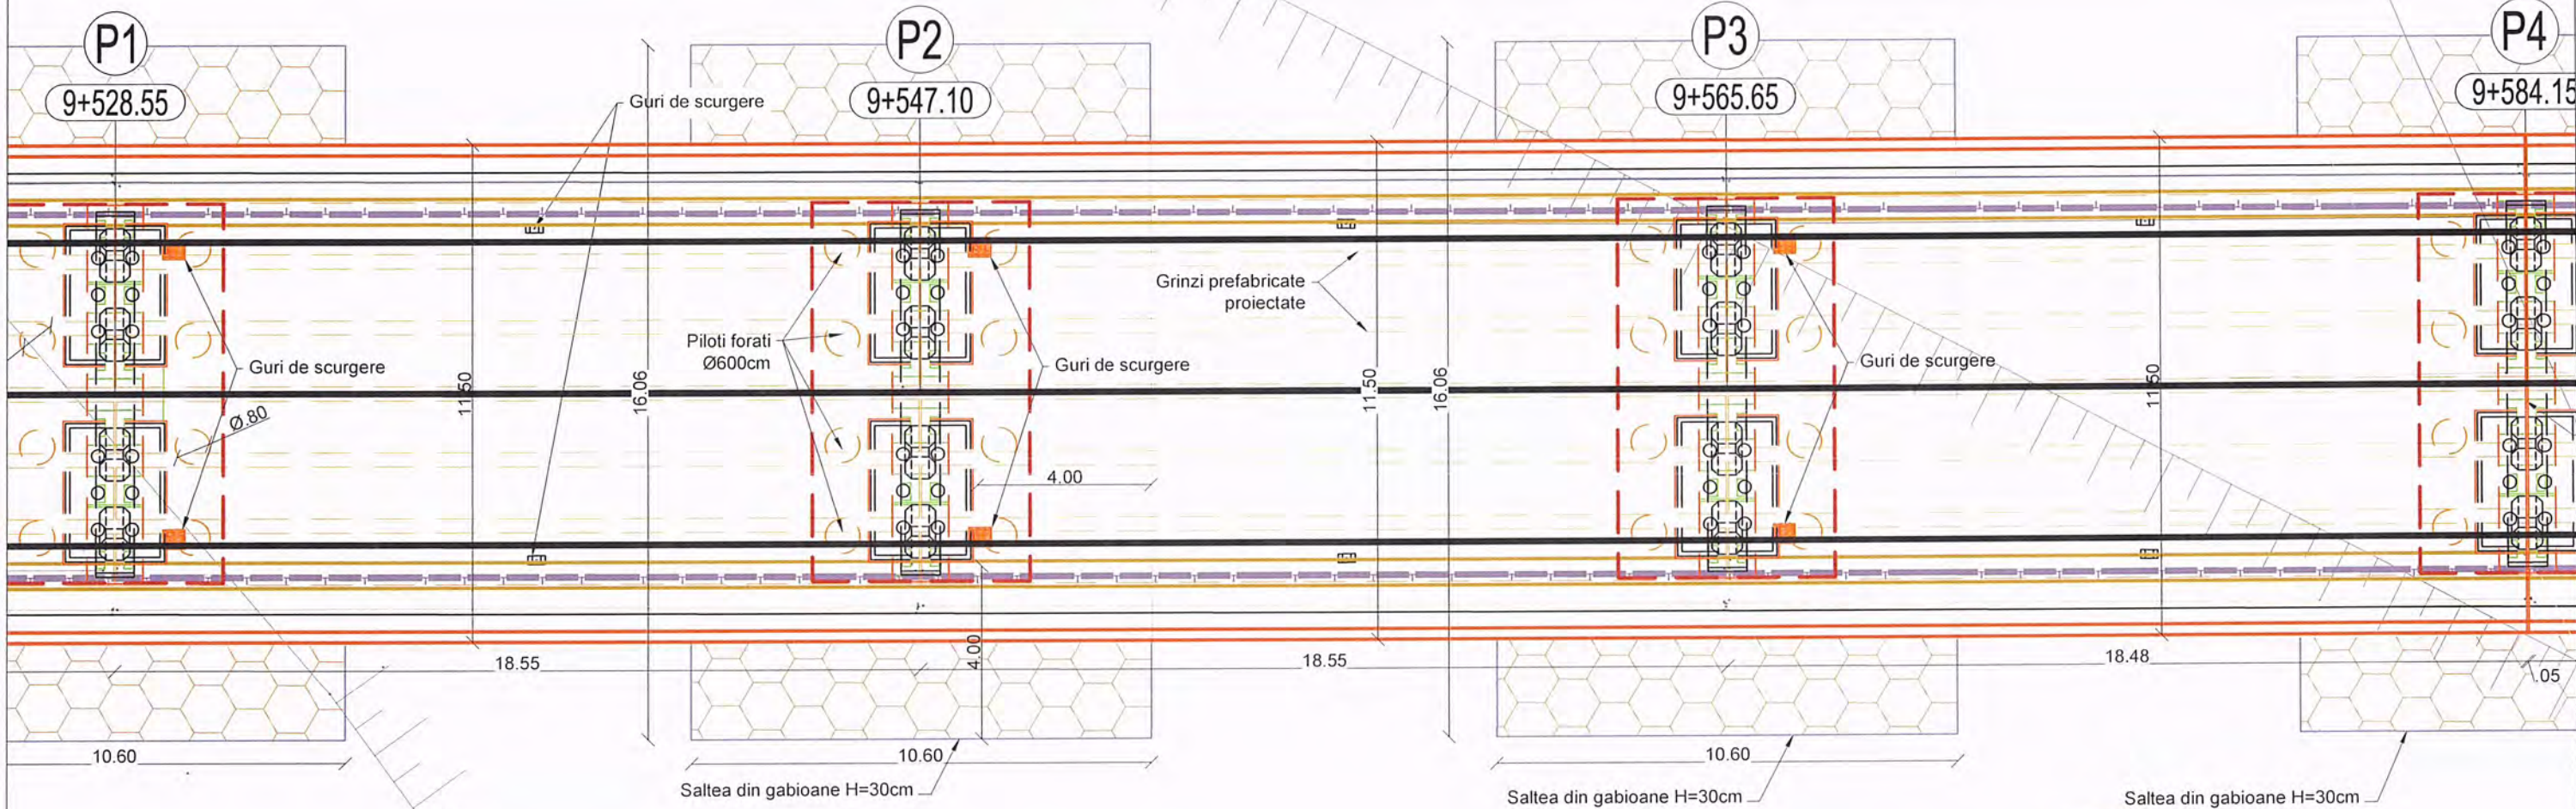 P1
P2
P3
P4
9+528.55
9+547.10
9+565.65
9+584.15
Guri de scurgere
Grinzi prefabricate
proiectate
Piloti forati
Ø600cm
Guri de scurgere
Guri de scurgere
Guri de scurgere
Ø.80
11.50
16.06
11.50
16.06
11.50
4.00
4.00
18.55
18.55
18.48
.05
10.60
10.60
10.60
Saltea din gabioane H=30cm
Saltea din gabioane H=30cm
Saltea din gabioane H=30cm